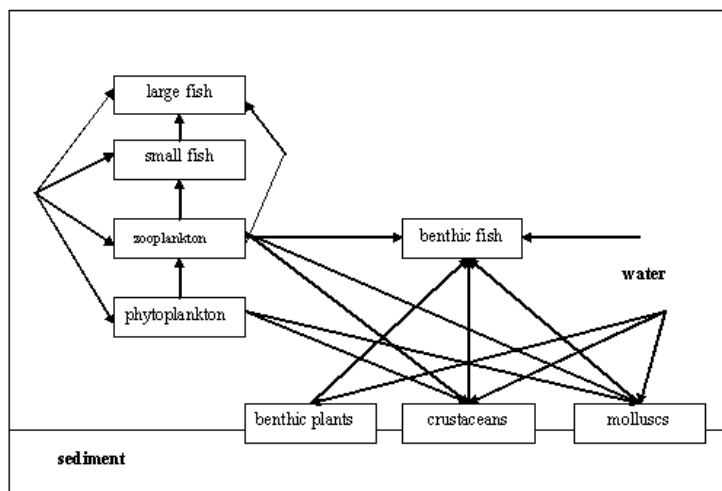 large fish
small fish
zooplankton
benthic fish
water
phytoplankton
benthic plants
crustaceans
molluscs
sediment